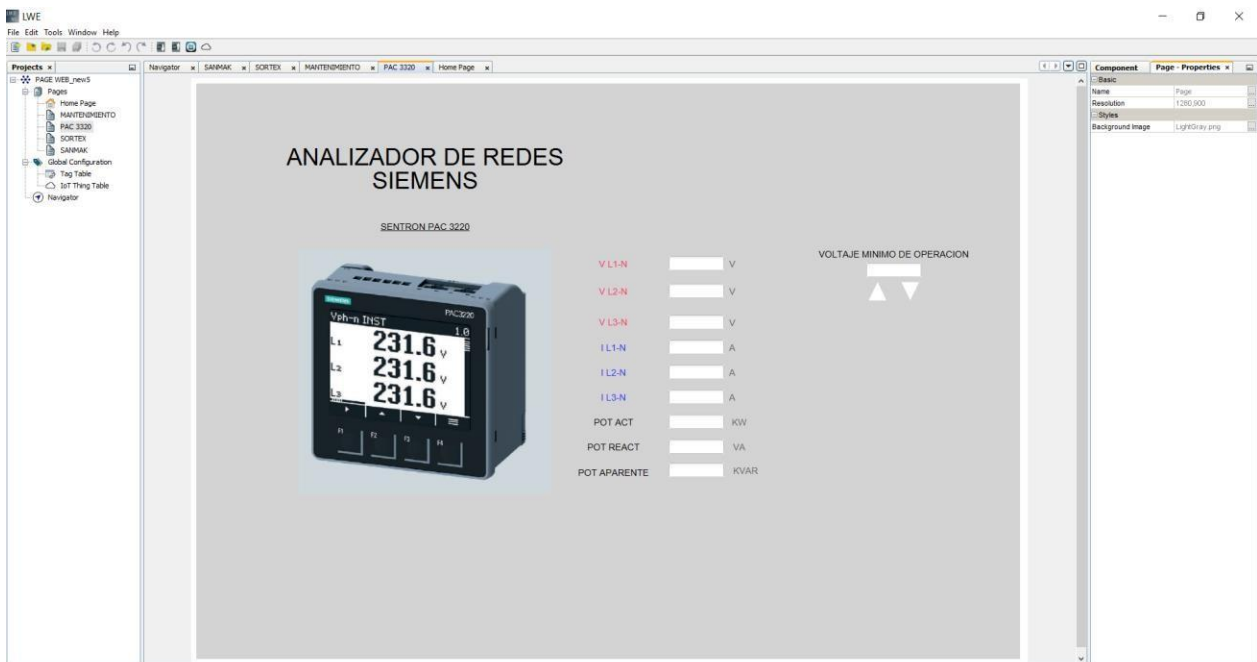 LWE
File Edit Tools Window Help
Projects
Navigator
SANMAK
SORTEX
MANTENIMIENTO
PAC 3320
Home Page
Component
Page - Properties
PAGE WEB_new5
Pages
Home Page
MANTENIMIENTO
PAC 3320
SORTEX
SANMAK
Global Configuration
Tag Table
IoT Thing Table
Navigator
Basic
Name Page
Resolution 1280,900
Styles
Background Image LightGray.png
ANALIZADOR DE REDES
SIEMENS
SENTRON PAC 3220
SIEMENS
PAC3220
Vph-n INST 1.0
L1 231.6 V
L2 231.6 V
L3 231.6 V
F1 F2 F3 F4
V L1-N V
V L2-N V
V L3-N V
I L1-N A
I L2-N A
I L3-N A
POT ACT KW
POT REACT VA
POT APARENTE KVAR
VOLTAJE MINIMO DE OPERACION